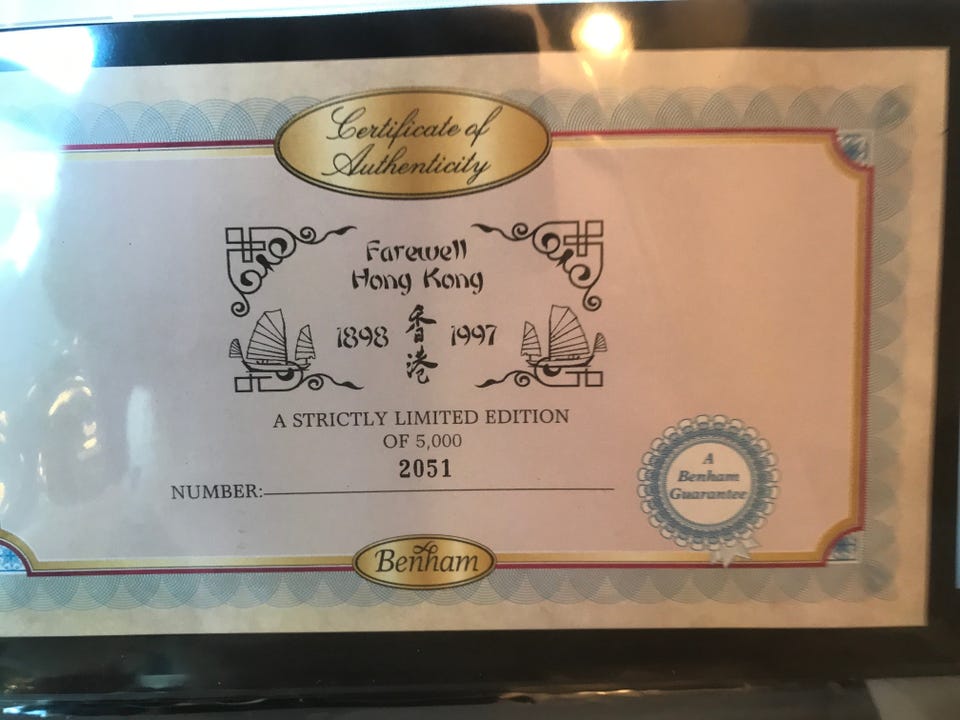 Certificate of
Authenticity
Farewell
Hong Kong
1898 香港 1997
A STRICTLY LIMITED EDITION
OF 5,000
2051
NUMBER:
A
Benham
Guarantee
Benham